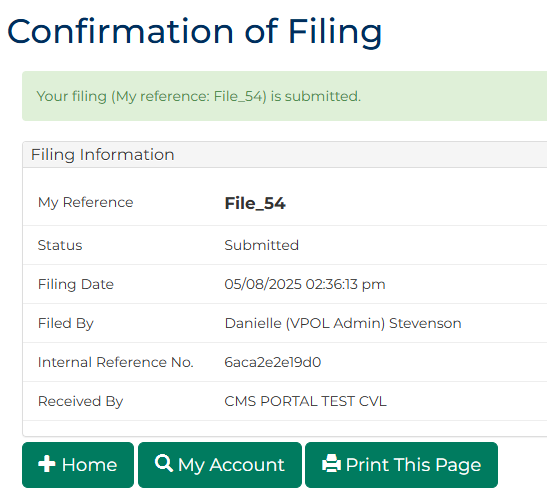 Confirmation of Filing
Your filing (My reference: File_54) is submitted.
Filing Information
My Reference File_54
Status Submitted
Filing Date 05/08/2025 02:36:13 pm
Filed By Danielle (VPOL Admin) Stevenson
Internal Reference No. 6aca2e2e19d0
Received By CMS PORTAL TEST CVL
Home My Account Print This Page